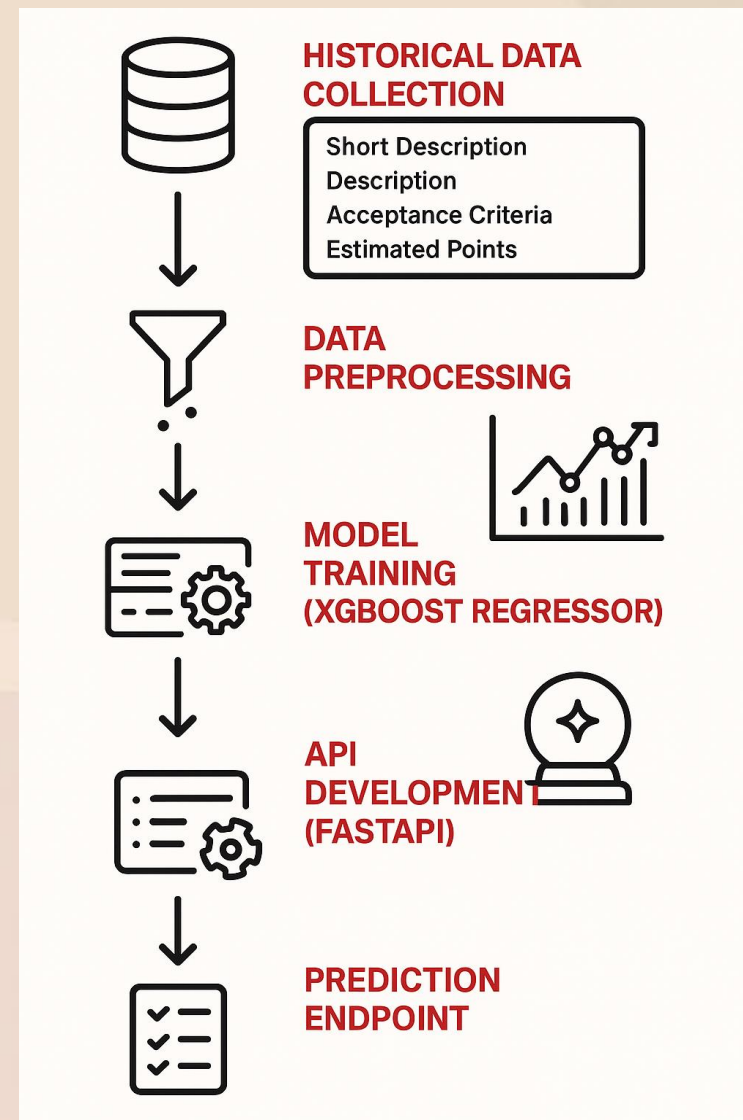 HISTORICAL DATA
COLLECTION
Short Description
Description
Acceptance Criteria
Estimated Points
DATA
PREPROCESSING
MODEL
TRAINING
(XGBOOST REGRESSOR)
API
DEVELOPMENT
(FASTAPI)
PREDICTION
ENDPOINT